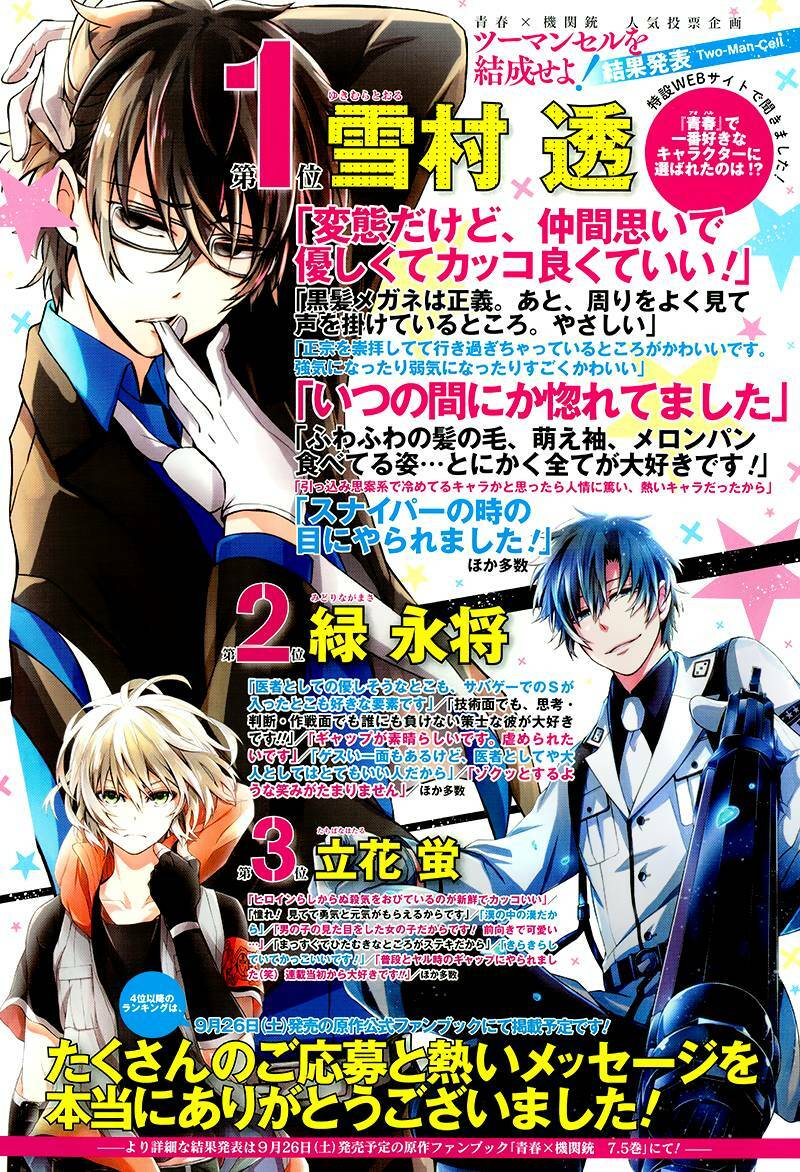 青春×機関銃 人気投票企画
ツーマンセルを
結成せよ!
結果発表 Two-Man-Cell
特設WEBサイトで聞きました!
アオハル
『青春』で
一番好きな
キャラクターに
選ばれたのは!?
ゆきむらとおる
第1位 雪村 透
「変態だけど、仲間思いで
優しくてカッコ良くていい!」
「黒髪メガネは正義。あと、周りをよく見て
声を掛けているところ。やさしい」
「正宗を崇拝してて行き過ぎちゃっているところがかわいいです。
強気になったり弱気になったりすごくかわいい」
「いつの間にか惚れてました」
「ふわふわの髪の毛、萌え袖、メロンパン
食べてる姿…とにかく全てが大好きです!」
「引っ込み思案系で冷めてるキャラかと思ったら人情に篤い、熱いキャラだったから」
「スナイパーの時の
目にやられました!」
ほか多数
みどりながまさ
第2位 緑 永将
「医者としての優しそうなとこも、サバゲーでのSが
入ったとこも好きな要素です」/「技術面でも、思考・
判断・作戦面でも誰にも負けない策士な彼が大好き
です!!」/「ギャップが素晴らしいです。虐められた
いです」/「ゲスい一面もあるけど、医者としてや大
人としてはとてもいい人だから」/「ゾクッとするよ
うな笑みがたまりません」/ほか多数
たちばなほたる
第3位 立花 蛍
「ヒロインらしからぬ殺気をおびているのが新鮮でカッコいい」/
「憧れ!見てて勇気と元気がもらえるからです」/「漢の中の漢だか
ら」/「男の子の見た目をした女の子だからです!前向きで可愛い
…」/「まっすぐでひたむきなところがステキだから」/「きらきらし
ていてかっこいいです!」/「普段とヤル時のギャップにやられまし
た(笑) 連載当初から大好きです!!」/ほか多数
4位以降の
ランキングは、
9月26日(土)発売の原作公式ファンブックにて掲載予定です!
たくさんのご応募と熱いメッセージを
本当にありがとうございました!
より詳細な結果発表は9月26日(土)発売予定の原作ファンブック「青春×機関銃 7.5巻」にて!